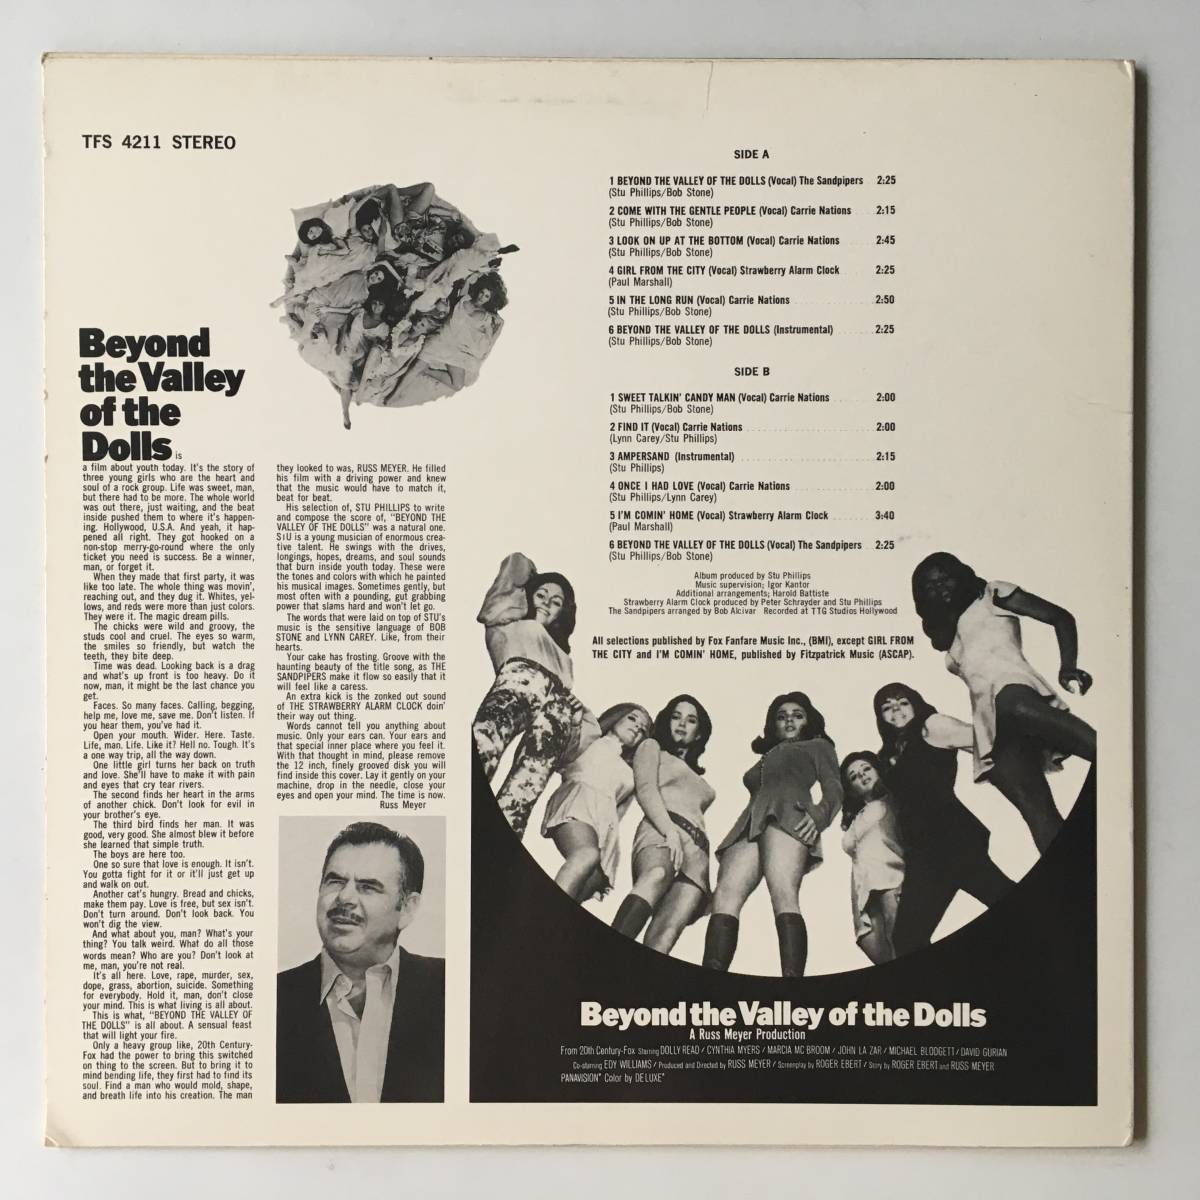 TFS 4211 STEREO
Beyond
the Valley
of the
Dolls is
a film about youth today. It's the story of
three young girls who are the heart and
soul of a rock group. Life was sweet, man,
but there had to be more. The whole world
was out there, just waiting, and the beat
inside pushed them to where it's happen-
ing. Hollywood, U.S.A. And yeah, it hap-
pened all right. They got hooked on a
non-stop merry-go-round where the only
ticket you need is success. Be a winner,
man, or forget it.
When they made that first party, it was
like too late. The whole thing was movin',
reaching out, and they dug it. Whites, yel-
lows, and reds were more than just colors.
They were it. The magic dream pills.
The chicks were wild and groovy, the
studs cool and cruel. The eyes so warm,
the smiles so friendly, but watch the
teeth, they bite deep.
Time was dead. Looking back is a drag
and what's up front is too heavy. Do it
now, man, it might be the last chance you
get.
Faces. So many faces. Calling, begging,
help me, love me, save me. Don't listen. If
you hear them, you've had it.
Open your mouth. Wider. Here. Taste.
Life, man. Life. Like it? Hell no. Tough. It's
a one way trip, all the way down.
One little girl turns her back on truth
and love. She'll have to make it with pain
and eyes that cry tear rivers.
The second finds her heart in the arms
of another chick. Don't look for evil in
your brother's eye.
The third bird finds her man. It was
good, very good. She almost blew it before
she learned that simple truth.
The boys are here too.
One so sure that love is enough. It isn't.
You gotta fight for it or it'll just get up
and walk on out.
Another cat's hungry. Bread and chicks,
make them pay. Love is free, but sex isn't.
Don't turn around. Don't look back. You
won't dig the view.
And what about you, man? What's your
thing? You talk weird. What do all those
words mean? Who are you? Don't look at
me, man, you're not real.
It's all here. Love, rape, murder, sex,
dope, grass, abortion, suicide. Something
for everybody. Hold it, man, don't close
your mind. This is what living is all about.
This is what, "BEYOND THE VALLEY OF
THE DOLLS" is all about. A sensual feast
that will light your fire.
Only a heavy group like, 20th Century-
Fox had the power to bring this switched
on thing to the screen. But to bring it to
mind bending life, they first had to find its
soul. Find a man who would mold, shape,
and breath life into his creation. The man
they looked to was, RUSS MEYER. He filled
his film with a driving power and knew
that the music would have to match it,
beat for beat.
His selection of, STU PHILLIPS to write
and compose the score of, "BEYOND THE
VALLEY OF THE DOLLS" was a natural one.
STU is a young musician of enormous crea-
tive talent. He swings with the drives,
longings, hopes, dreams, and soul sounds
that burn inside youth today. These were
the tones and colors with which he painted
his musical images. Sometimes gently, but
most often with a pounding, gut grabbing
power that slams hard and won't let go.
The words that were laid on top of STU's
music is the sensitive language of BOB
STONE and LYNN CAREY. Like, from their
hearts.
Your cake has frosting. Groove with the
haunting beauty of the title song, as THE
SANDPIPERS make it flow so easily that it
will feel like a caress.
An extra kick is the zonked out sound
of THE STRAWBERRY ALARM CLOCK doin'
their way out thing.
Words cannot tell you anything about
music. Only your ears can. Your ears and
that special inner place where you feel it.
With that thought in mind, please remove
the 12 inch, finely grooved disk you will
find inside this cover. Lay it gently on your
machine, drop in the needle, close your
eyes and open your mind. The time is now.
Russ Meyer
SIDE A
1 BEYOND THE VALLEY OF THE DOLLS (Vocal) The Sandpipers 2:25
(Stu Phillips/Bob Stone)
2 COME WITH THE GENTLE PEOPLE (Vocal) Carrie Nations 2:15
(Stu Phillips/Bob Stone)
3 LOOK ON UP AT THE BOTTOM (Vocal) Carrie Nations 2:45
(Stu Phillips/Bob Stone)
4 GIRL FROM THE CITY (Vocal) Strawberry Alarm Clock 2:25
(Paul Marshall)
5 IN THE LONG RUN (Vocal) Carrie Nations 2:50
(Stu Phillips/Bob Stone)
6 BEYOND THE VALLEY OF THE DOLLS (Instrumental) 2:25
(Stu Phillips/Bob Stone)
SIDE B
1 SWEET TALKIN' CANDY MAN (Vocal) Carrie Nations 2:00
(Stu Phillips/Bob Stone)
2 FIND IT (Vocal) Carrie Nations 2:00
(Lynn Carey/Stu Phillips)
3 AMPERSAND (Instrumental) 2:15
(Stu Phillips)
4 ONCE I HAD LOVE (Vocal) Carrie Nations 2:00
(Stu Phillips/Lynn Carey)
5 I'M COMIN' HOME (Vocal) Strawberry Alarm Clock 3:40
(Paul Marshall)
6 BEYOND THE VALLEY OF THE DOLLS (Vocal) The Sandpipers 2:25
(Stu Phillips/Bob Stone)
Album produced by Stu Phillips
Music supervision; Igor Kantor
Additional arrangements; Harold Battiste
Strawberry Alarm Clock produced by Peter Schrayder and Stu Phillips
The Sandpipers arranged by Bob Alcivar Recorded at TTG Studios Hollywood
All selections published by Fox Fanfare Music Inc., (BMI), except GIRL FROM
THE CITY and I'M COMIN' HOME, published by Fitzpatrick Music (ASCAP).
Beyond the Valley of the Dolls
A Russ Meyer Production
From 20th Century-Fox Starring DOLLY READ / CYNTHIA MYERS / MARCIA MC BROOM / JOHN LA ZAR / MICHAEL BLODGETT / DAVID GURIAN
Co-starring EDY WILLIAMS / Produced and Directed by RUSS MEYER / Screenplay by ROGER EBERT / Story by ROGER EBERT and RUSS MEYER
PANAVISION® Color by DE LUXE®